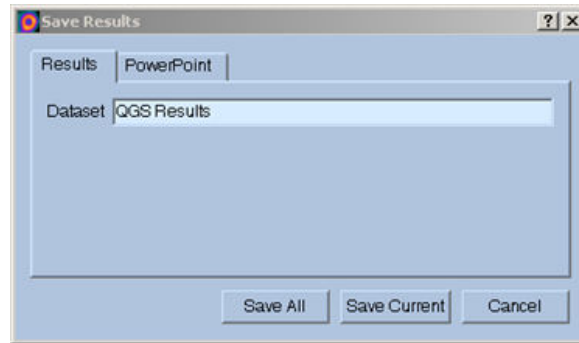 Save Results
Results PowerPoint
Dataset QGS Results
Save All Save Current Cancel